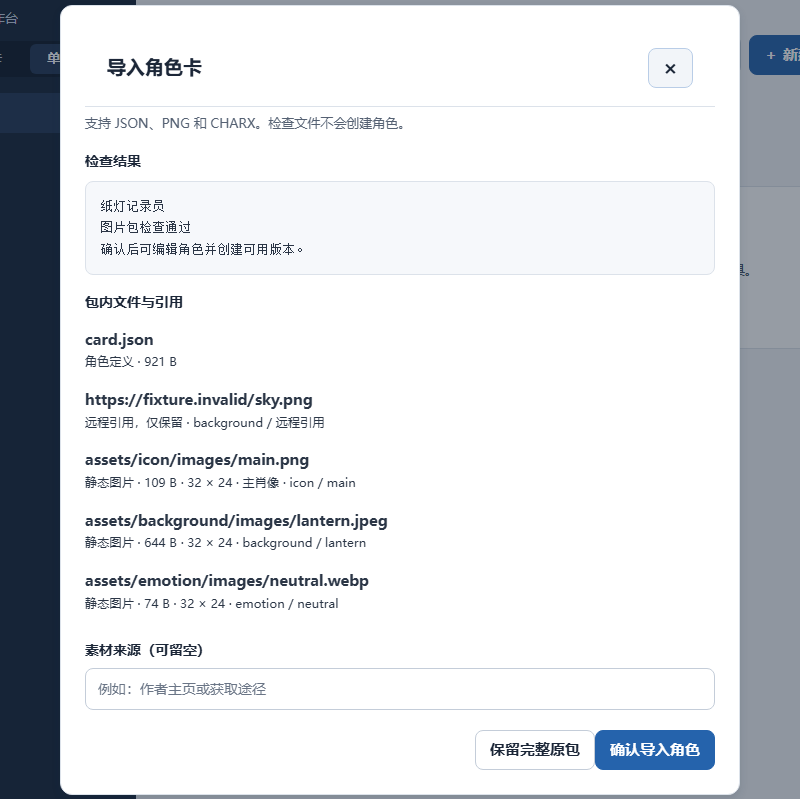 作台
单
+ 新
导入角色卡
×
支持 JSON、PNG 和 CHARX。检查文件不会创建角色。
检查结果
纸灯记录员
图片包检查通过
确认后可编辑角色并创建可用版本。
包内文件与引用
card.json
角色定义 · 921 B
https://fixture.invalid/sky.png
远程引用，仅保留 · background / 远程引用
assets/icon/images/main.png
静态图片 · 109 B · 32 × 24 · 主肖像 · icon / main
assets/background/images/lantern.jpeg
静态图片 · 644 B · 32 × 24 · background / lantern
assets/emotion/images/neutral.webp
静态图片 · 74 B · 32 × 24 · emotion / neutral
素材来源（可留空）
例如：作者主页或获取途径
保留完整原包
确认导入角色